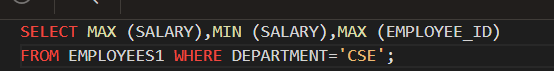 SELECT MAX (SALARY),MIN (SALARY),MAX (EMPLOYEE_ID)
FROM EMPLOYEES1 WHERE DEPARTMENT='CSE';